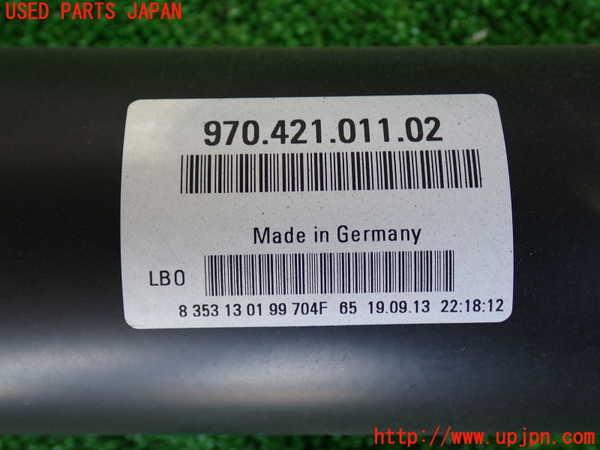 USED PARTS JAPAN
970.421.011.02
Made in Germany
LB0
8 353 13 01 99 704F 65 19.09.13 22:18:12
http://www.upjpn.com/